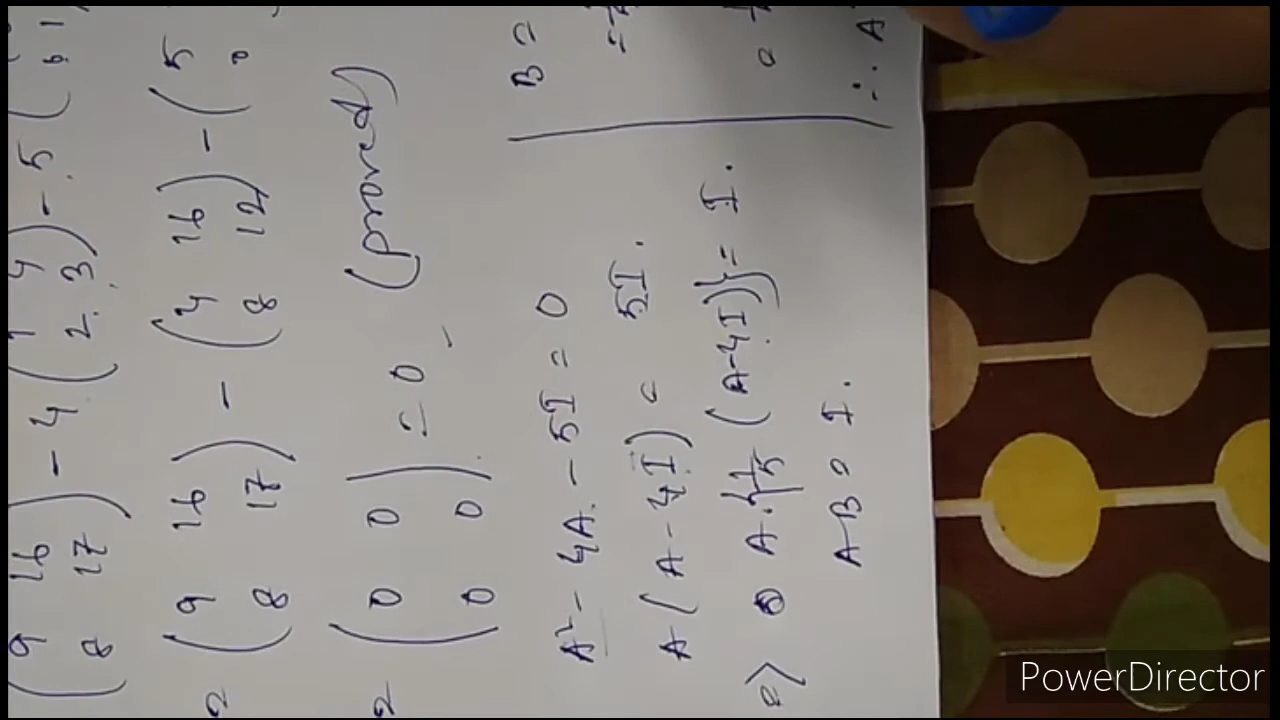 (9 16 8 17) - 4 (1 4 2 3) - 5 (
= (9 16 8 17) - (4 16 8 12) - (5 0
= (0 0 0 0) = 0 (proved)
A² - 4A - 5I = 0
A (A - 4I) = 5I.
=> A.{1/5 (A - 4I)} = I.
AB = I.
B =
=
=
∴ A
PowerDirector